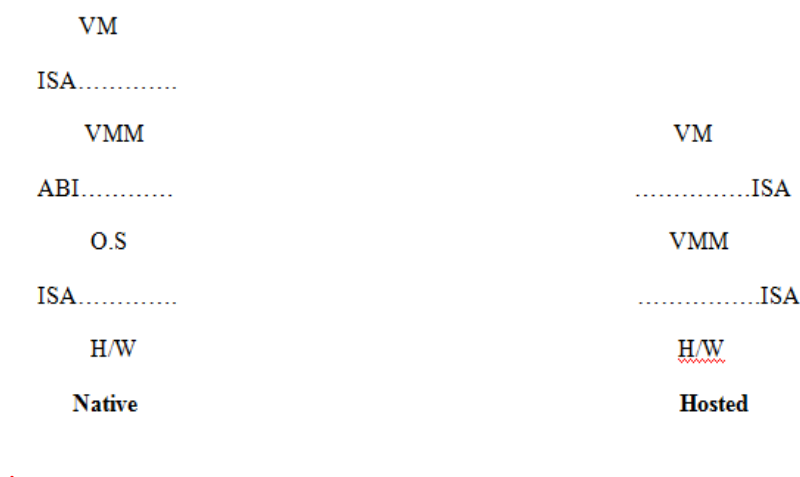 VM
ISA………….
VMM VM
ABI………… ……………ISA
O.S VMM
ISA…………. …………….ISA
H/W H/W
Native Hosted